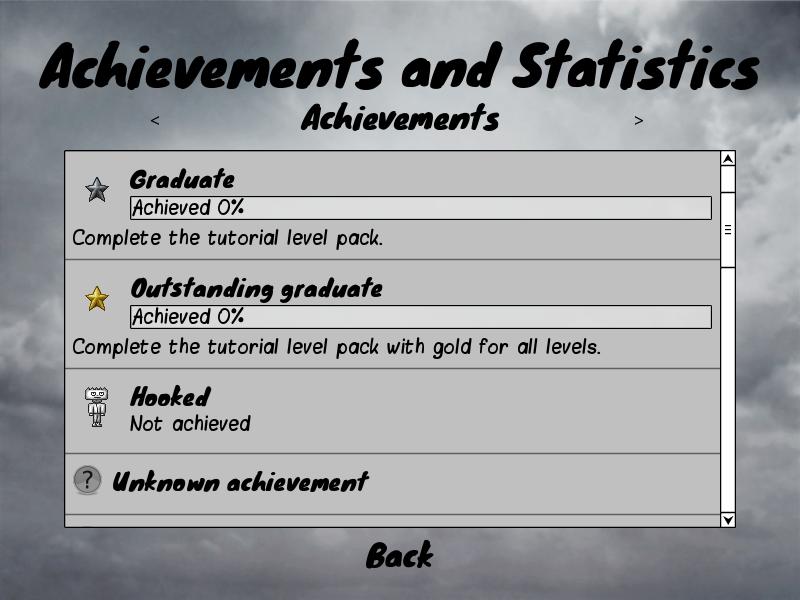 Achievements and Statistics
< Achievements >
Graduate
Achieved 0%
Complete the tutorial level pack.
Outstanding graduate
Achieved 0%
Complete the tutorial level pack with gold for all levels.
Hooked
Not achieved
? Unknown achievement
Back